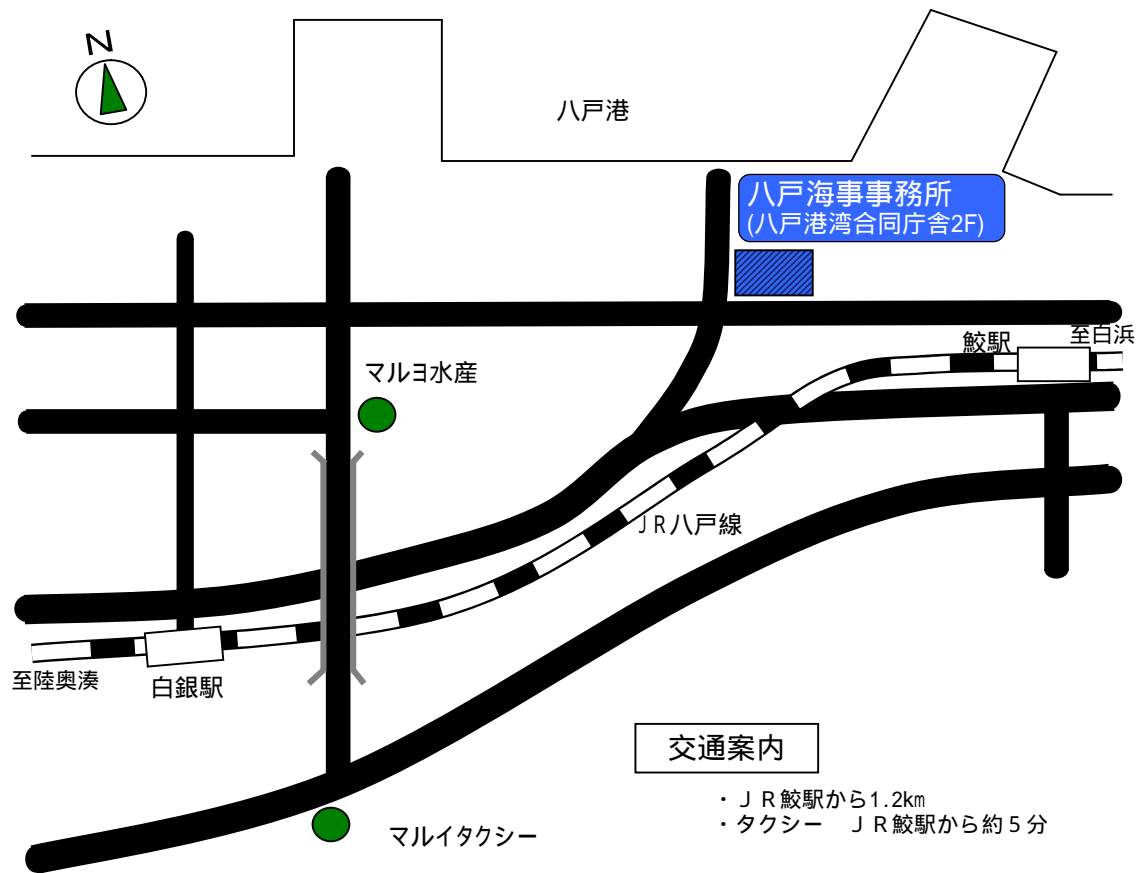 N
八戸港
八戸海事事務所
(八戸港湾合同庁舎2F)
至白浜
鮫駅
マルヨ水産
ＪＲ八戸線
至陸奥湊
白銀駅
交通案内
・ＪＲ鮫駅から1.2km
・タクシー　ＪＲ鮫駅から約５分
マルイタクシー